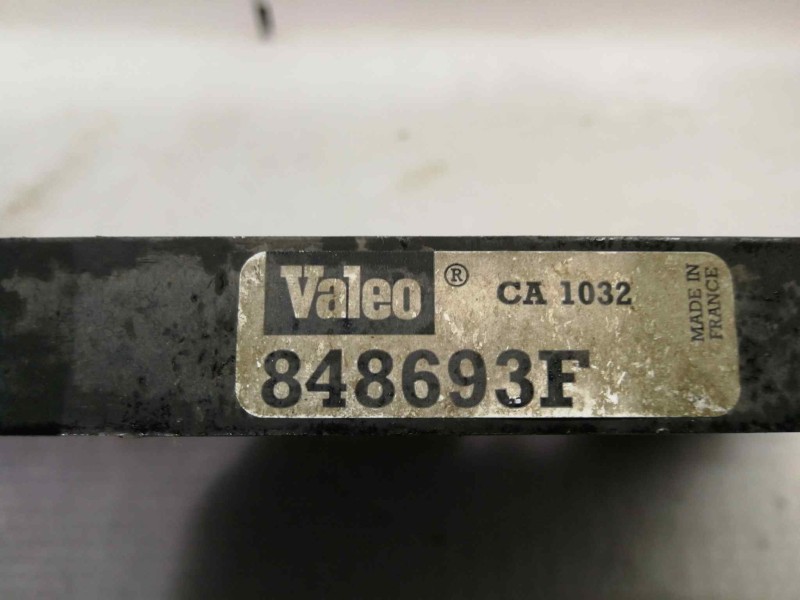 Valeo® CA 1032
848693F
MADE IN
FRANCE